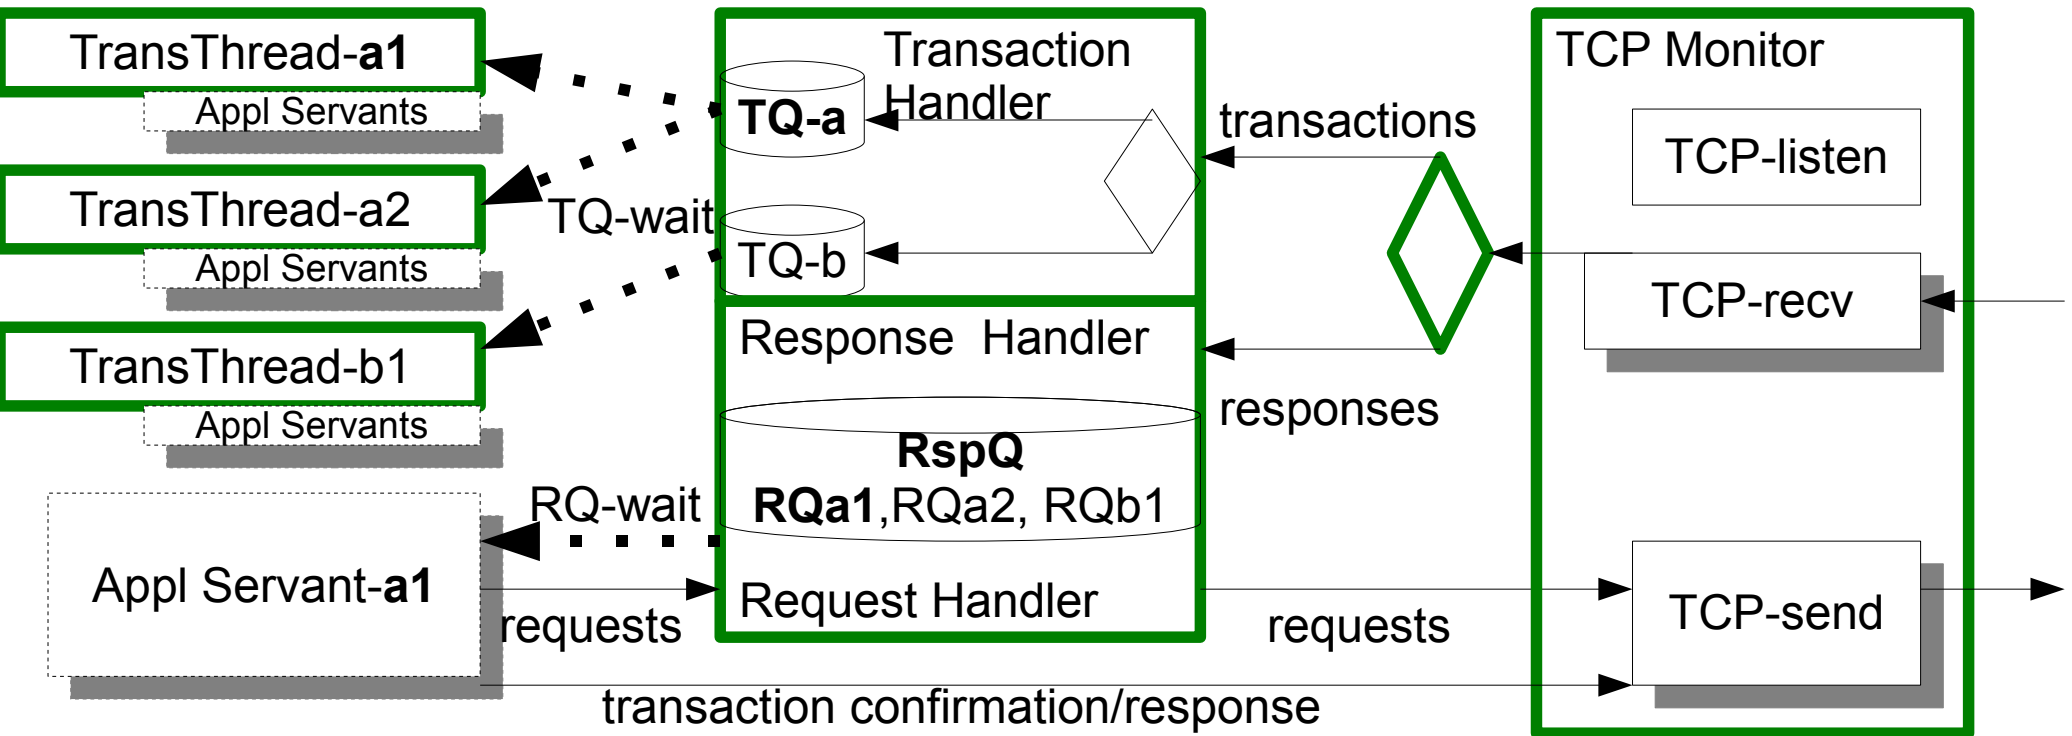 TransThread-a1
Appl Servants
TransThread-a2
Appl Servants
TransThread-b1
Appl Servants
Appl Servant-a1
TQ-wait
RQ-wait
requests
transaction confirmation/response
Transaction
Handler
TQ-a
TQ-b
Response Handler
RspQ
RQa1,RQa2, RQb1
Request Handler
transactions
responses
requests
TCP Monitor
TCP-listen
TCP-recv
TCP-send